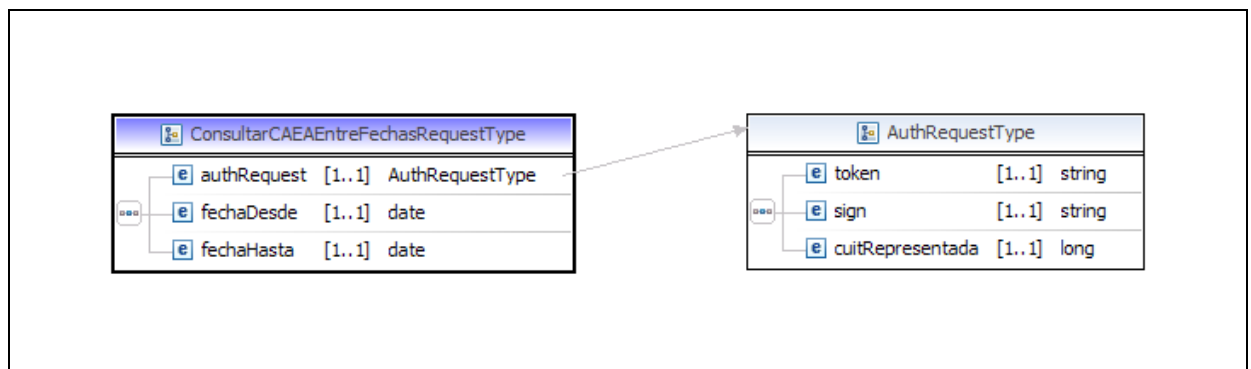 ConsultarCAEAEntreFechasRequestType
e authRequest [1..1] AuthRequestType
e fechaDesde [1..1] date
e fechaHasta [1..1] date
AuthRequestType
e token [1..1] string
e sign [1..1] string
e cuitRepresentada [1..1] long